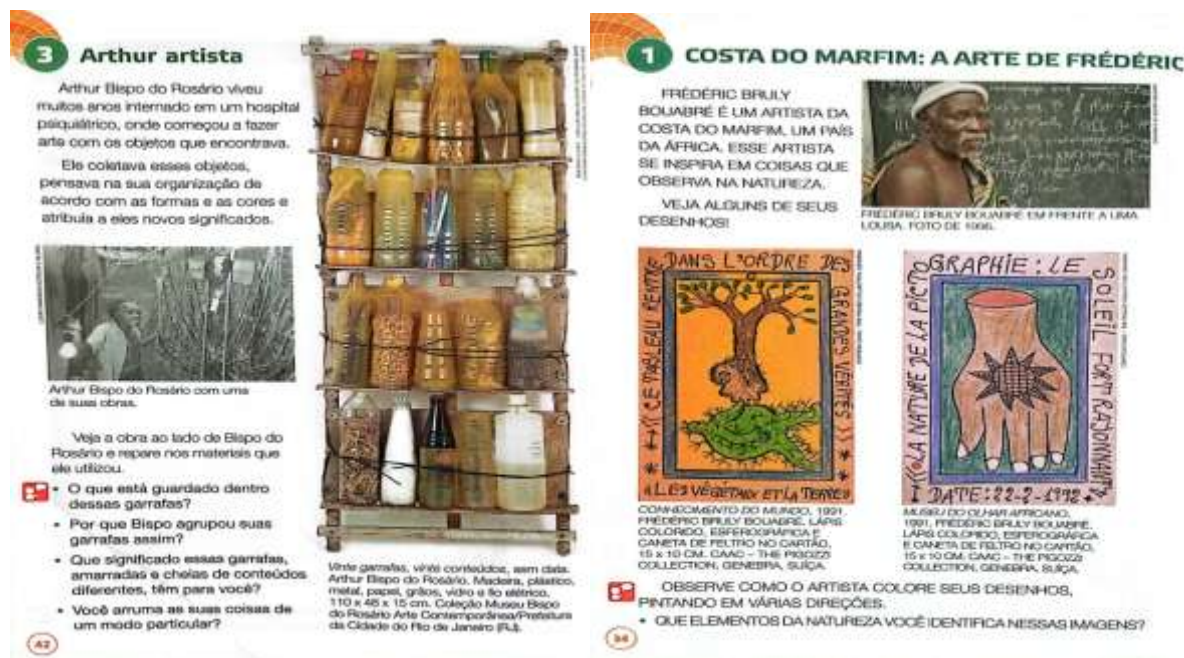 3 Arthur artista
Arthur Bispo do Rosário viveu
muitos anos internado em um hospital
psiquiátrico, onde começou a fazer
arte com os objetos que encontrava.
Ele coletava esses objetos,
pensava na sua organização de
acordo com as formas e as cores e
atribuía a eles novos significados.
Arthur Bispo do Rosário com uma
de suas obras.
Veja a obra ao lado de Bispo do
Rosário e repare nos materiais que
ele utilizou.
• O que está guardado dentro
dessas garrafas?
• Por que Bispo agrupou suas
garrafas assim?
• Que significado essas garrafas,
amarradas e cheias de conteúdos
diferentes, têm para você?
• Você arruma as suas coisas de
um modo particular?
42
Vinte garrafas, vinte conteúdos, sem data.
Arthur Bispo do Rosário. Madeira, plástico,
metal, papel, grãos, vidro e fio elétrico,
110 x 46 x 15 cm. Coleção Museu Bispo
do Rosário Arte Contemporânea/Prefeitura
da Cidade do Rio de Janeiro (RJ).
1 COSTA DO MARFIM: A ARTE DE FRÉDÉRIC
FRÉDÉRIC BRULY
BOUABRÉ É UM ARTISTA DA
COSTA DO MARFIM, UM PAÍS
DA ÁFRICA. ESSE ARTISTA
SE INSPIRA EM COISAS QUE
OBSERVA NA NATUREZA.
VEJA ALGUNS DE SEUS
DESENHOS!
FRÉDÉRIC BRULY BOUABRÉ EM FRENTE A UMA
LOUSA. FOTO DE 1996.
«CE TABLEAU RENTRE
DANS L'ORDRE DES
GRANDES VÉRITÉS»
«LES VÉGÉTAUX ET LA TERRE»
«LA NATURE DE LA PICTO
GRAPHIE: LE
SOLEIL FORT RAYONNANT»
DATE: 22-2-1992
CONHECIMENTO DO MUNDO, 1991,
FRÉDÉRIC BRULY BOUABRÉ. LÁPIS
COLORIDO, ESFEROGRÁFICA E
CANETA DE FELTRO NO CARTÃO,
15 x 10 CM. CAAC – THE PIGOZZI
COLLECTION, GENEBRA, SUÍÇA.
MUSEU DO OLHAR AFRICANO,
1991, FRÉDÉRIC BRULY BOUABRÉ.
LÁPIS COLORIDO, ESFEROGRÁFICA
E CANETA DE FELTRO NO CARTÃO,
15 x 10 CM. CAAC – THE PIGOZZI
COLLECTION, GENEBRA, SUÍÇA.
OBSERVE COMO O ARTISTA COLORE SEUS DESENHOS,
PINTANDO EM VÁRIAS DIREÇÕES.
• QUE ELEMENTOS DA NATUREZA VOCÊ IDENTIFICA NESSAS IMAGENS?